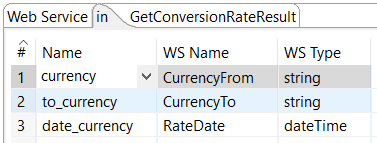 Web Service in GetConversionRateResult
# Name WS Name WS Type
1 currency CurrencyFrom string
2 to_currency CurrencyTo string
3 date_currency RateDate dateTime